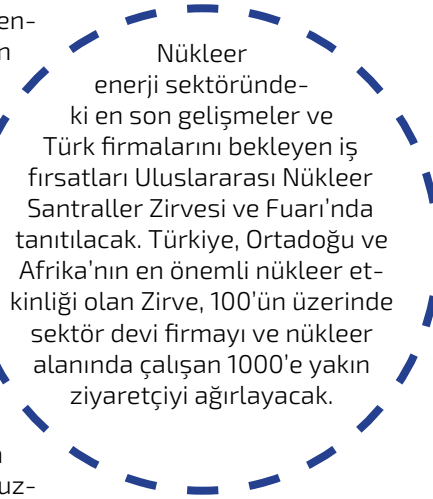 en-
n
Nükleer
enerji sektöründe-
ki en son gelişmeler ve
Türk firmalarını bekleyen iş
fırsatları Uluslararası Nükleer
Santraller Zirvesi ve Fuarı’nda
tanıtılacak. Türkiye, Ortadoğu ve
Afrika’nın en önemli nükleer et-
kinliği olan Zirve, 100’ün üzerinde
sektör devi firmayı ve nükleer
alanında çalışan 1000’e yakın
ziyaretçiyi ağırlayacak.
uz-